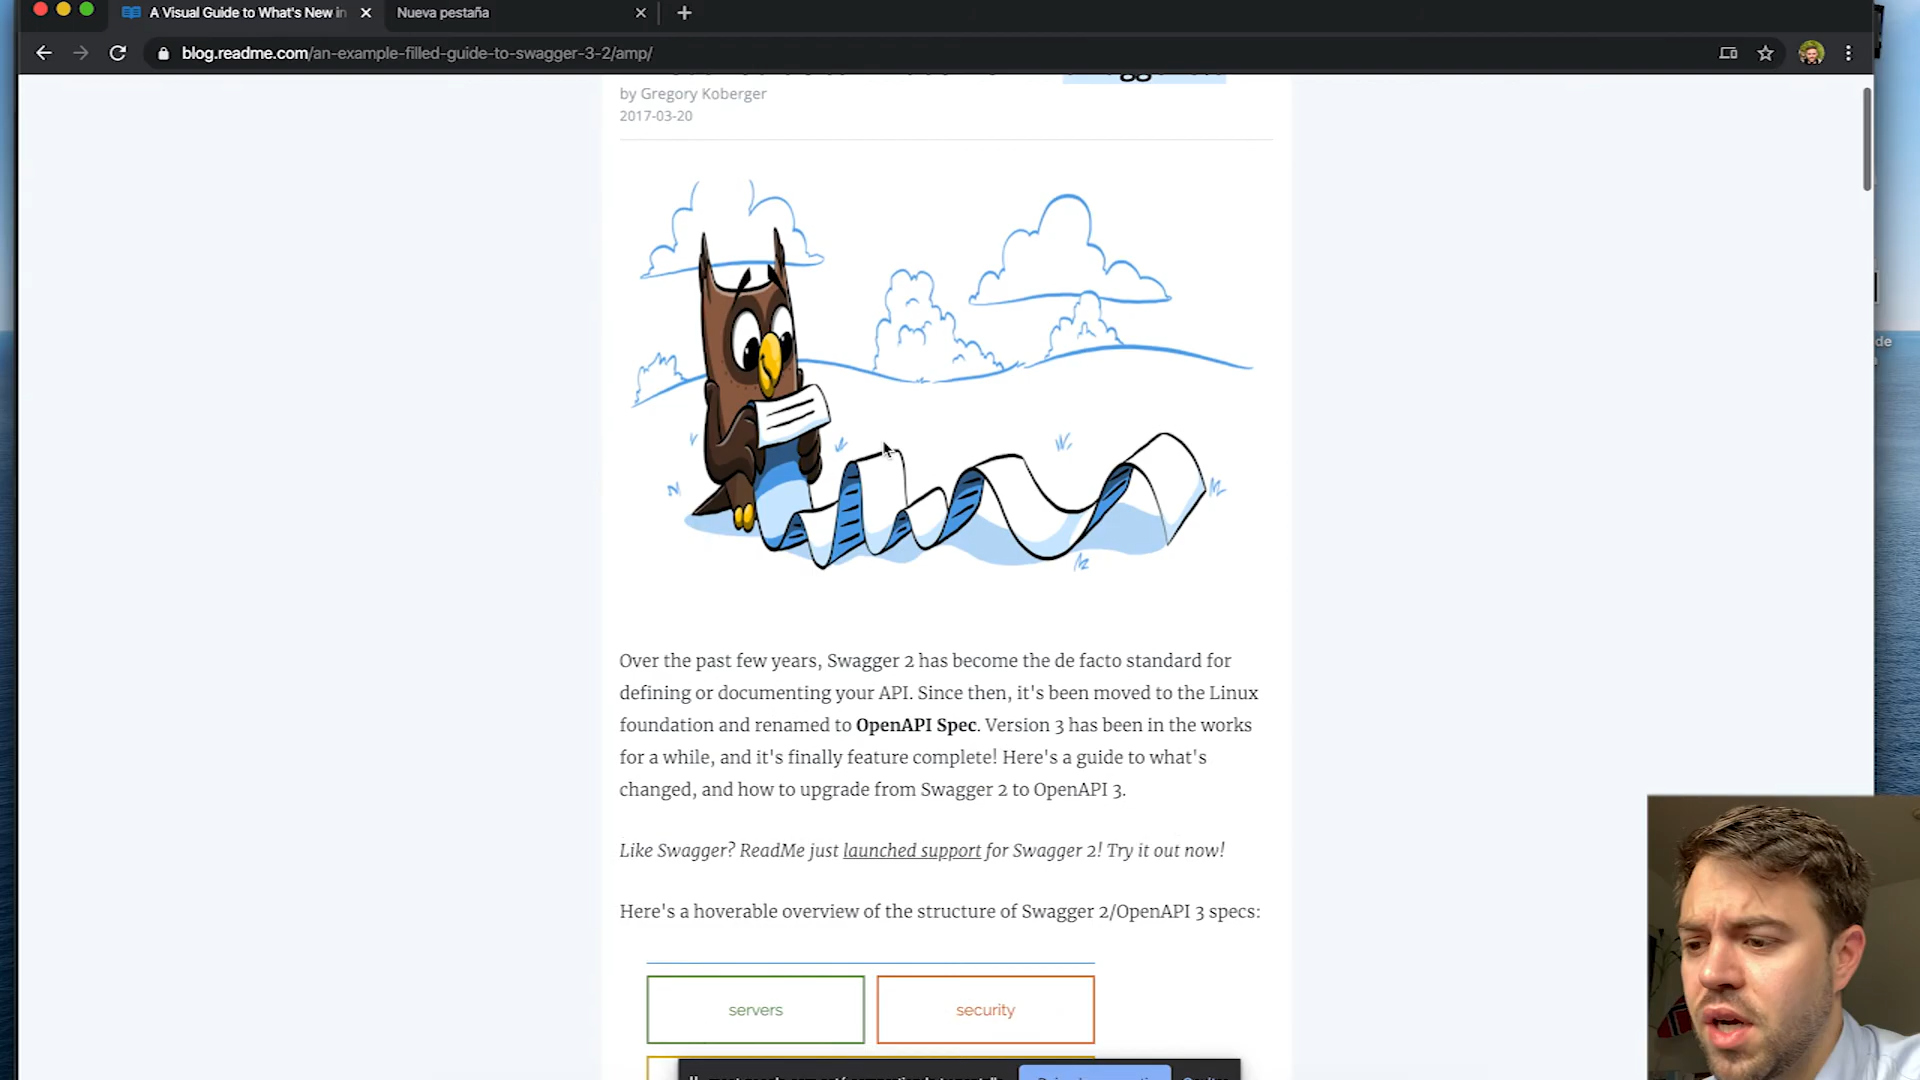 A Visual Guide to What's New in
Nueva pestaña
blog.readme.com/an-example-filled-guide-to-swagger-3-2/amp/
by Gregory Koberger
2017-03-20
Over the past few years, Swagger 2 has become the de facto standard for
defining or documenting your API. Since then, it's been moved to the Linux
foundation and renamed to OpenAPI Spec. Version 3 has been in the works
for a while, and it's finally feature complete! Here's a guide to what's
changed, and how to upgrade from Swagger 2 to OpenAPI 3.
Like Swagger? ReadMe just launched support for Swagger 2! Try it out now!
Here's a hoverable overview of the structure of Swagger 2/OpenAPI 3 specs:
servers
security
de